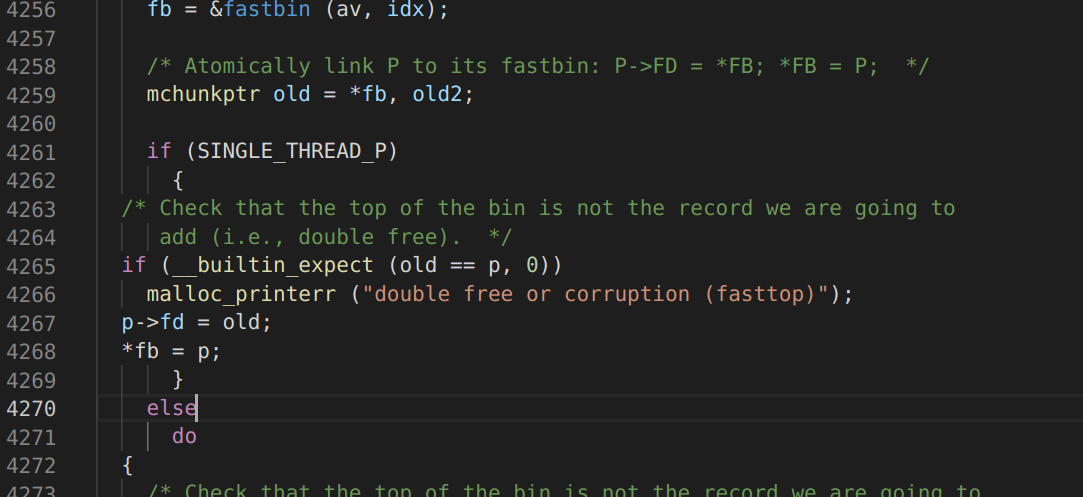 4256 fb = &fastbin (av, idx);
4257
4258 /* Atomically link P to its fastbin: P->FD = *FB; *FB = P;  */
4259 mchunkptr old = *fb, old2;
4260
4261 if (SINGLE_THREAD_P)
4262 {
4263 /* Check that the top of the bin is not the record we are going to
4264 add (i.e., double free).  */
4265 if (__builtin_expect (old == p, 0))
4266 malloc_printerr ("double free or corruption (fasttop)");
4267 p->fd = old;
4268 *fb = p;
4269 }
4270 else
4271 do
4272 {
4273 /* Check that the top of the bin is not the record we are going to